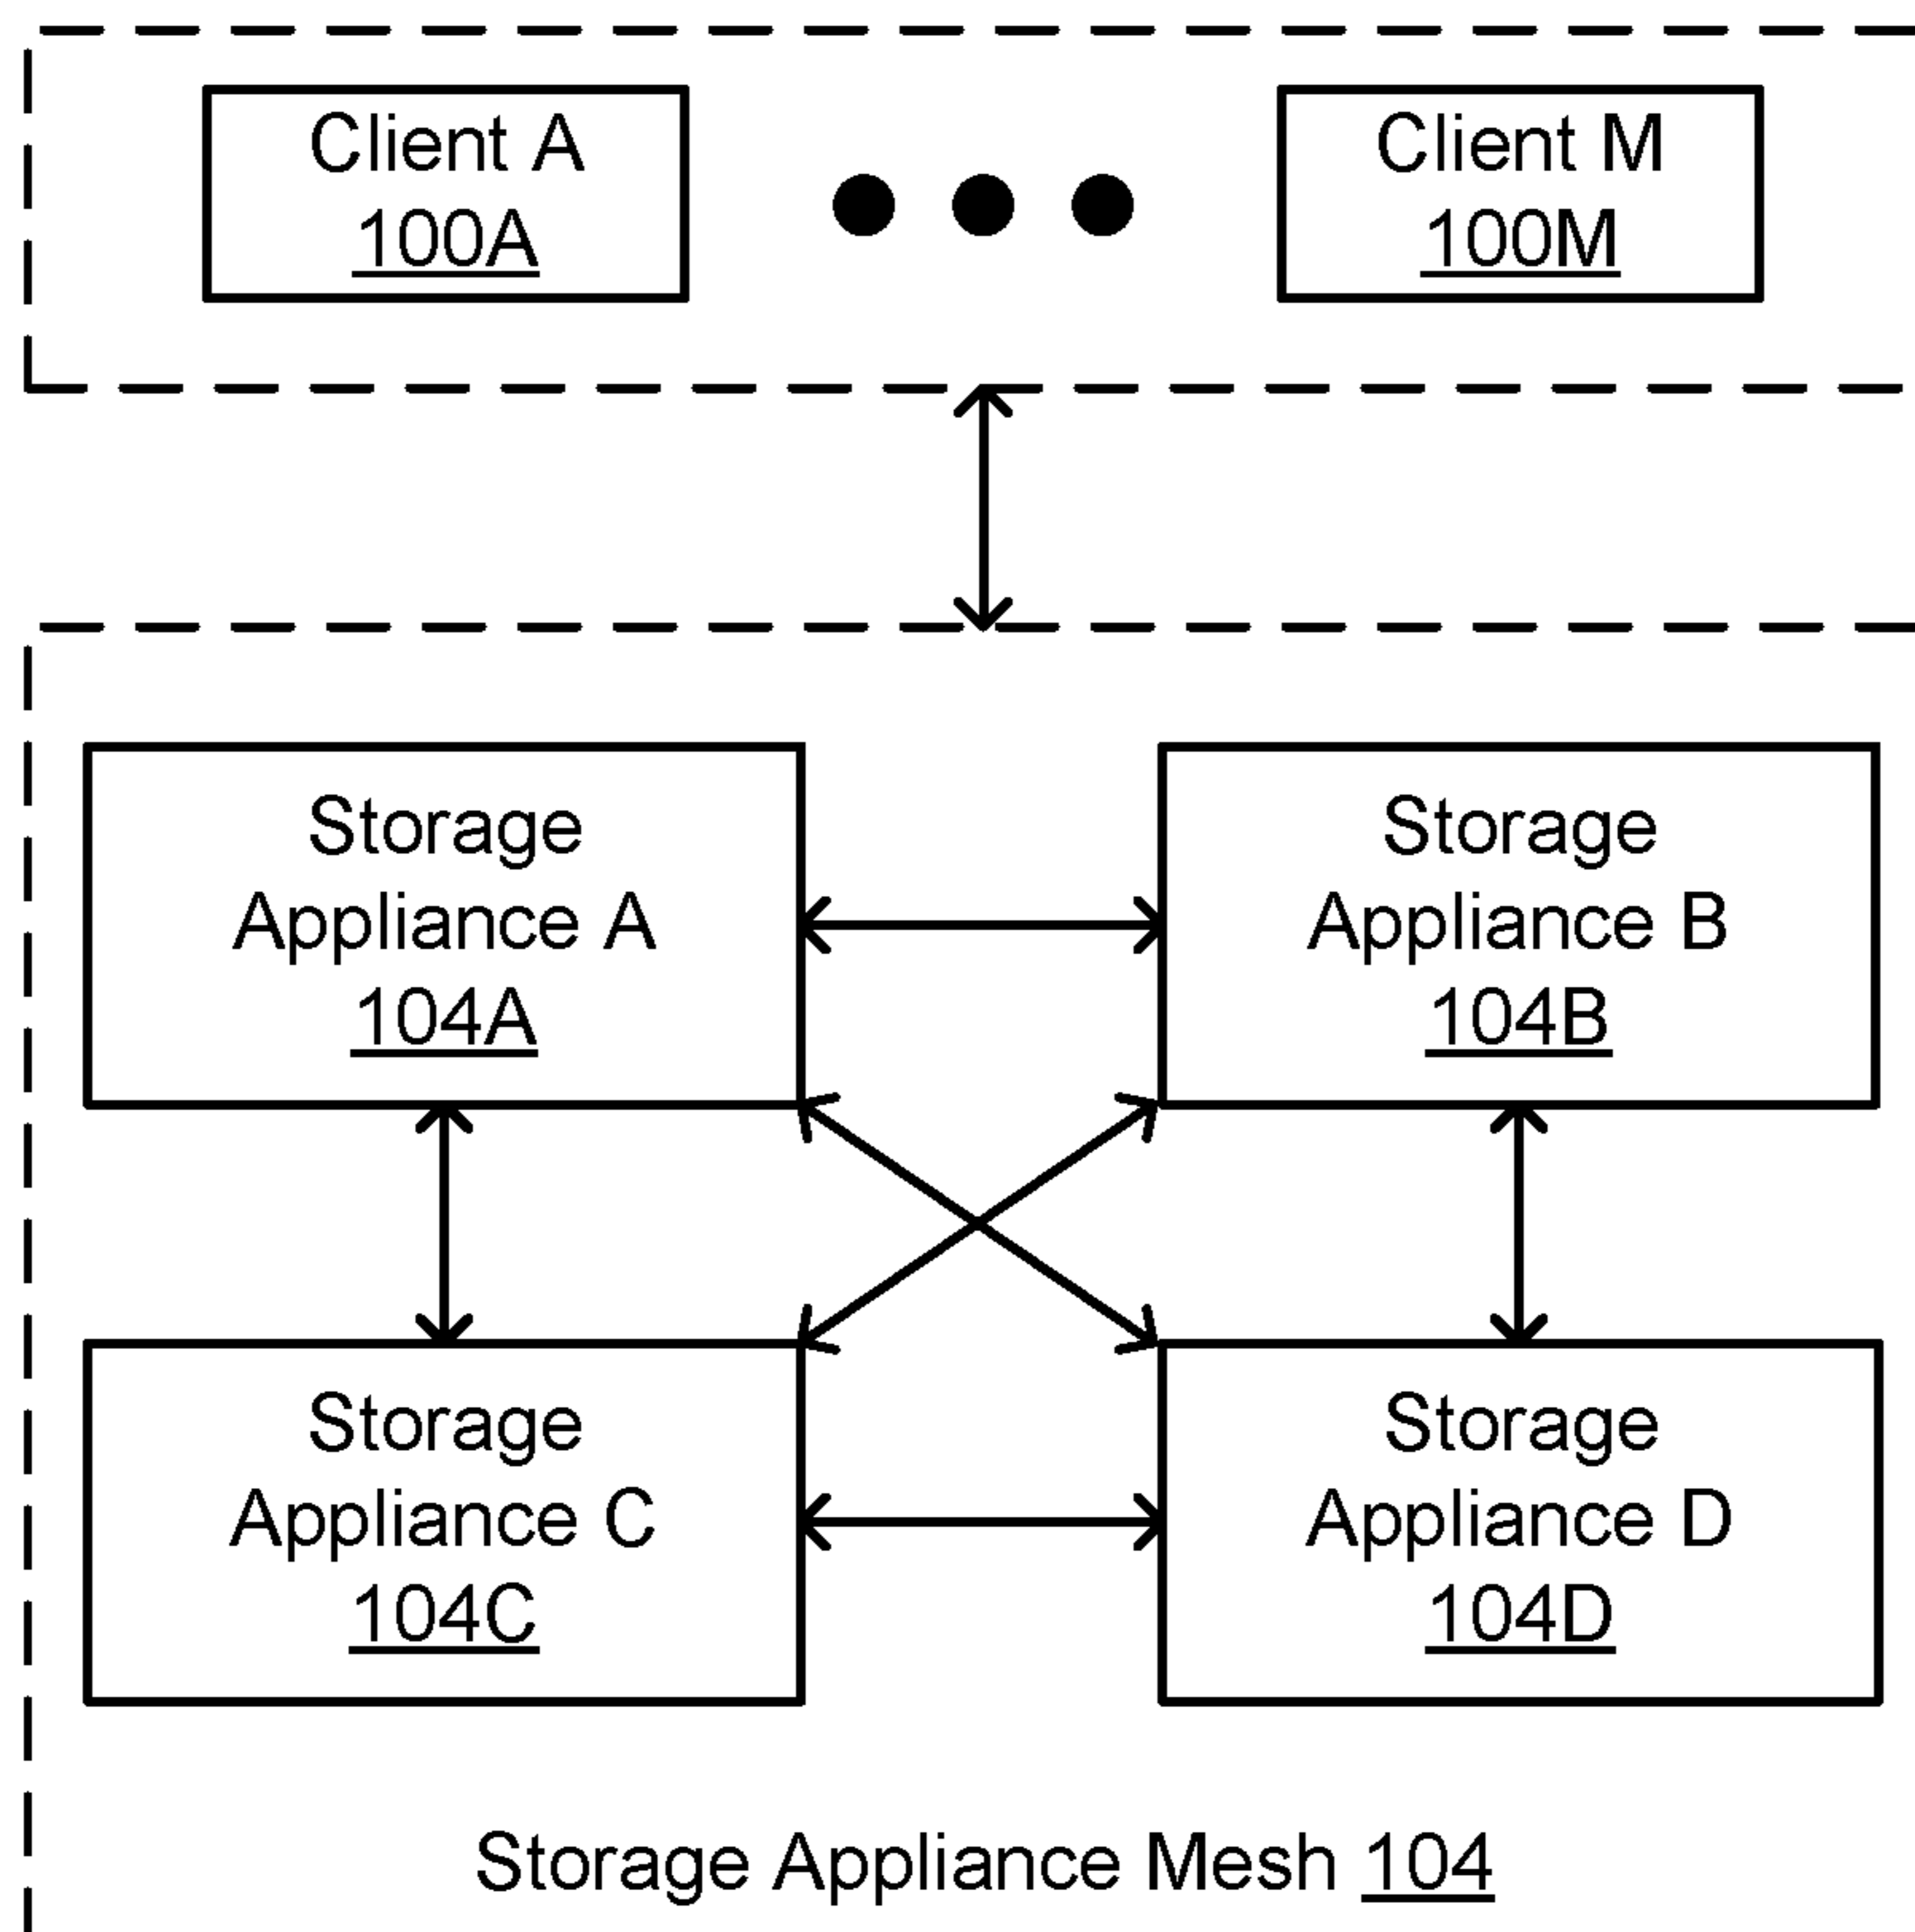 Client A
100A
Client M
100M
Storage
Appliance A
104A
Storage
Appliance B
104B
Storage
Appliance C
104C
Storage
Appliance D
104D
Storage Appliance Mesh 104